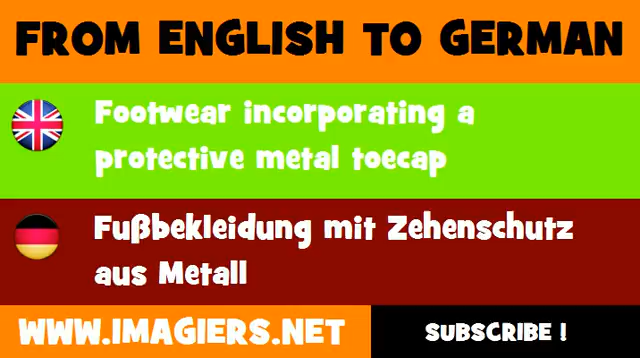 FROM ENGLISH TO GERMAN
Footwear incorporating a
protective metal toecap
Fußbekleidung mit Zehenschutz
aus Metall
WWW.IMAGIERS.NET
SUBSCRIBE !